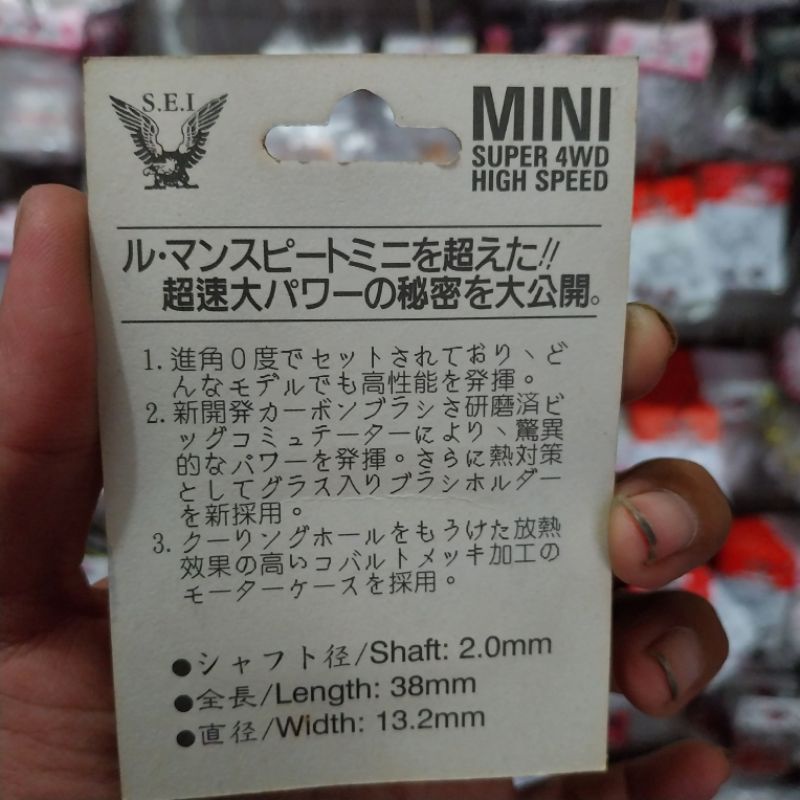 S.E.I
MINI
SUPER 4WD
HIGH SPEED
ル・マンスピートミニを超えた!!
超速大パワーの秘密を大公開。
1. 進角0度でセットされており、ど
んなモデルでも高性能を発揮。
2. 新開発カーボンブラシさ研磨済ビ
ッグコミュテーターにより、驚異
的なパワーを発揮。さらに熱対策
としてグラス入りブラシホルダー
を新採用。
3. クーリングホールをもうけた放熱
効果の高いコバルトメッキ加工の
モーターケースを採用。
●シャフト径/Shaft: 2.0mm
●全長/Length: 38mm
●直径/Width: 13.2mm